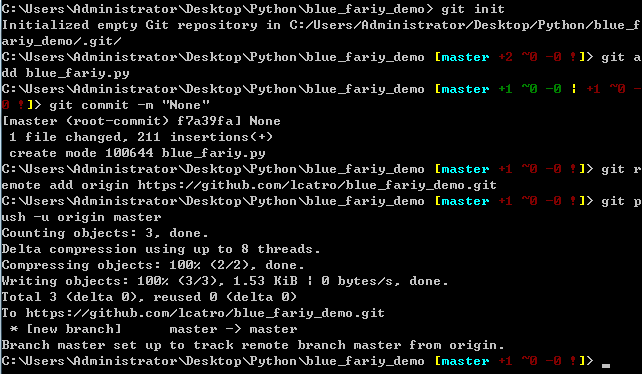 C:\Users\Administrator\Desktop\Python\blue_fariy_demo> git init
Initialized empty Git repository in C:/Users/Administrator/Desktop/Python/blue_f
ariy_demo/.git/
C:\Users\Administrator\Desktop\Python\blue_fariy_demo [master +2 ~0 -0 !]> git a
dd blue_fariy.py
C:\Users\Administrator\Desktop\Python\blue_fariy_demo [master +1 ~0 -0 | +1 ~0 -
0 !]> git commit -m "None"
[master (root-commit) f7a39fa] None
 1 file changed, 211 insertions(+)
 create mode 100644 blue_fariy.py
C:\Users\Administrator\Desktop\Python\blue_fariy_demo [master +1 ~0 -0 !]> git r
emote add origin https://github.com/lcatro/blue_fariy_demo.git
C:\Users\Administrator\Desktop\Python\blue_fariy_demo [master +1 ~0 -0 !]> git p
ush -u origin master
Counting objects: 3, done.
Delta compression using up to 8 threads.
Compressing objects: 100% (2/2), done.
Writing objects: 100% (3/3), 1.53 KiB | 0 bytes/s, done.
Total 3 (delta 0), reused 0 (delta 0)
To https://github.com/lcatro/blue_fariy_demo.git
 * [new branch]      master -> master
Branch master set up to track remote branch master from origin.
C:\Users\Administrator\Desktop\Python\blue_fariy_demo [master +1 ~0 -0 !]> _